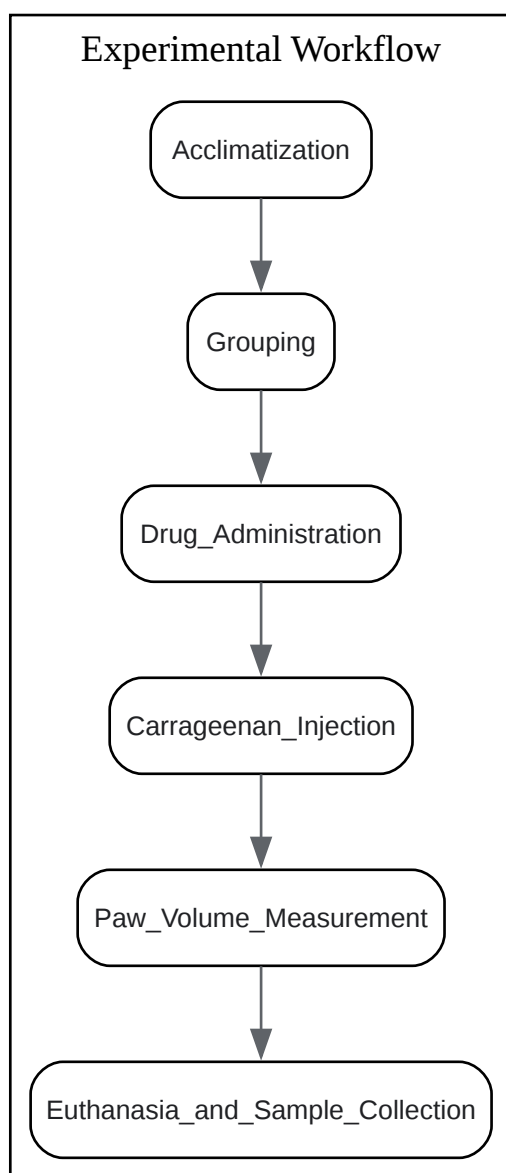 Experimental Workflow
Acclimatization
Grouping
Drug_Administration
Carrageenan_Injection
Paw_Volume_Measurement
Euthanasia_and_Sample_Collection